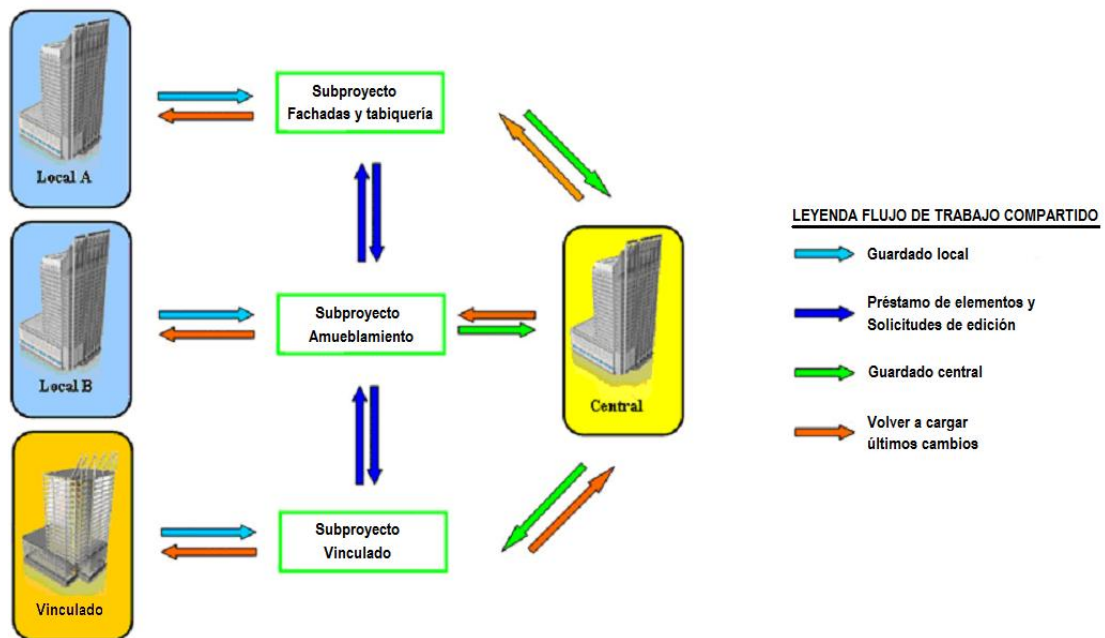 Local A
Local B
Vinculado
Subproyecto
Fachadas y tabiquería
Subproyecto
Amueblamiento
Subproyecto
Vinculado
Central
LEYENDA FLUJO DE TRABAJO COMPARTIDO
Guardado local
Préstamo de elementos y
Solicitudes de edición
Guardado central
Volver a cargar
últimos cambios